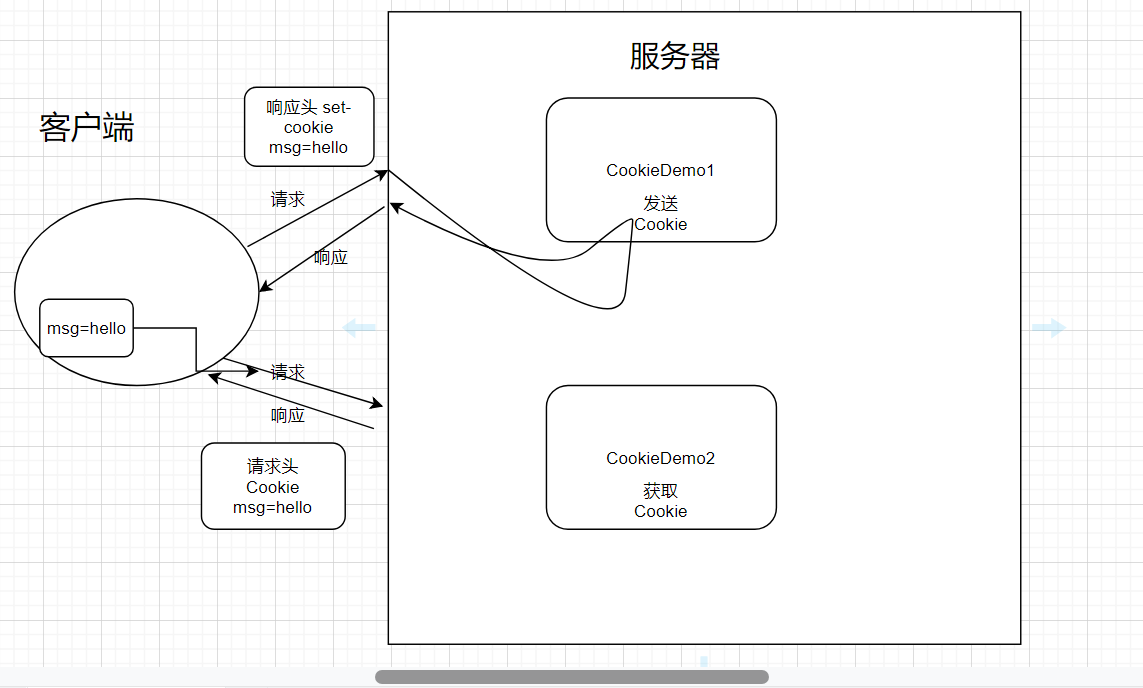 服务器
客户端
响应头 set-
cookie
msg=hello
请求
响应
CookieDemo1
发送
Cookie
msg=hello
请求
响应
请求头
Cookie
msg=hello
CookieDemo2
获取
Cookie